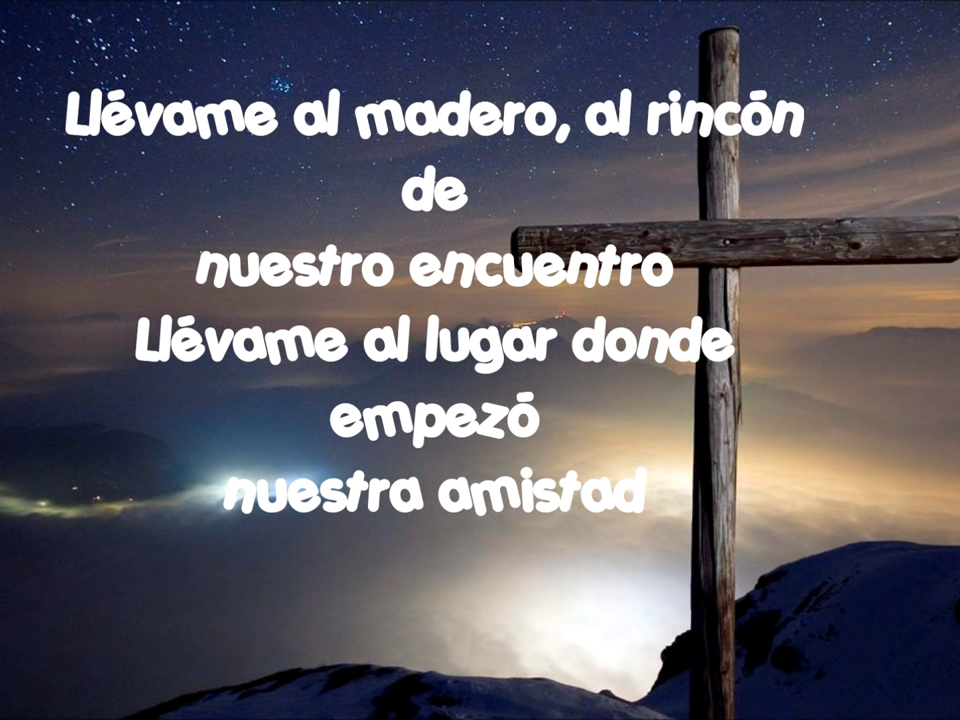 Llévame al madero, al rincón
de
nuestro encuentro
Llévame al lugar donde
empezó
nuestra amistad